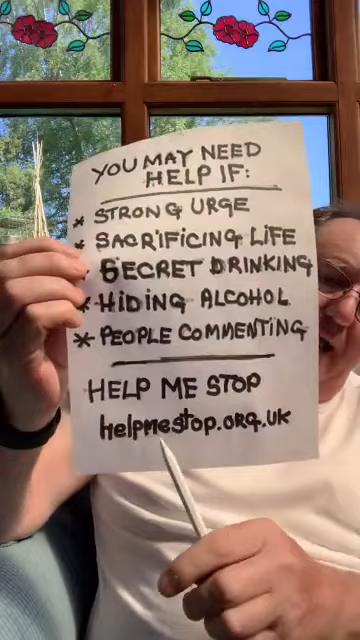 YOU MAY NEED
HELP IF:
* STRONG URGE
* SACRIFICING LIFE
* SECRET DRINKING
* HIDING ALCOHOL
* PEOPLE COMMENTING
HELP ME STOP
helpmestop.org.uk